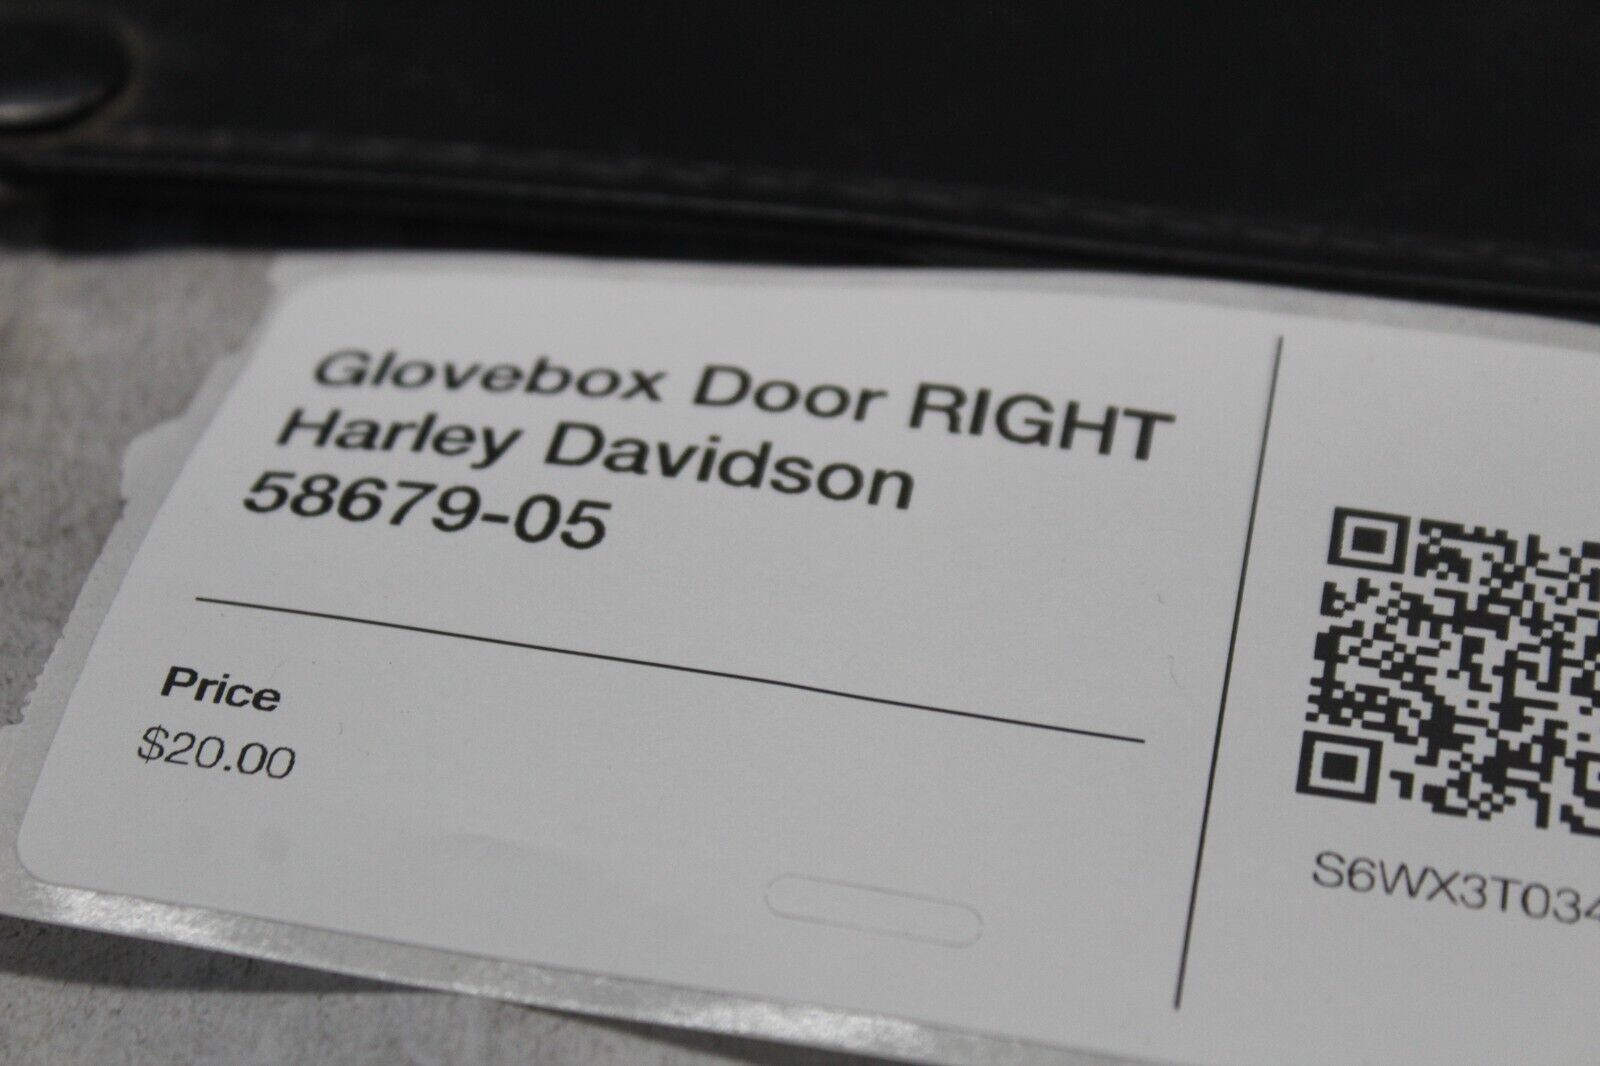 Glovebox Door RIGHT
Harley Davidson
58679-05
Price
$20.00
S6WX3T034